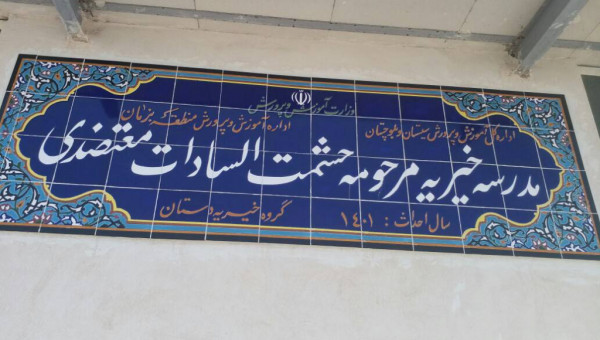 وزارت آموزش و پرورش
اداره کل آموزش و پرورش سیستان و بلوچستان اداره آموزش و پرورش منطقه بزمان
مدرسه خیریه مرحومه حشمت السادات معتضدی
سال احداث : ۱۴۰۱ گروه خیریه دستان